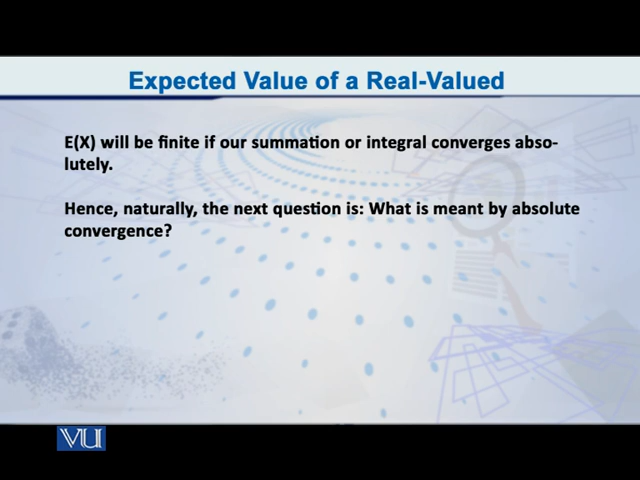 Expected Value of a Real-Valued
E(X) will be finite if our summation or integral converges abso-
lutely.
Hence, naturally, the next question is: What is meant by absolute
convergence?
VU